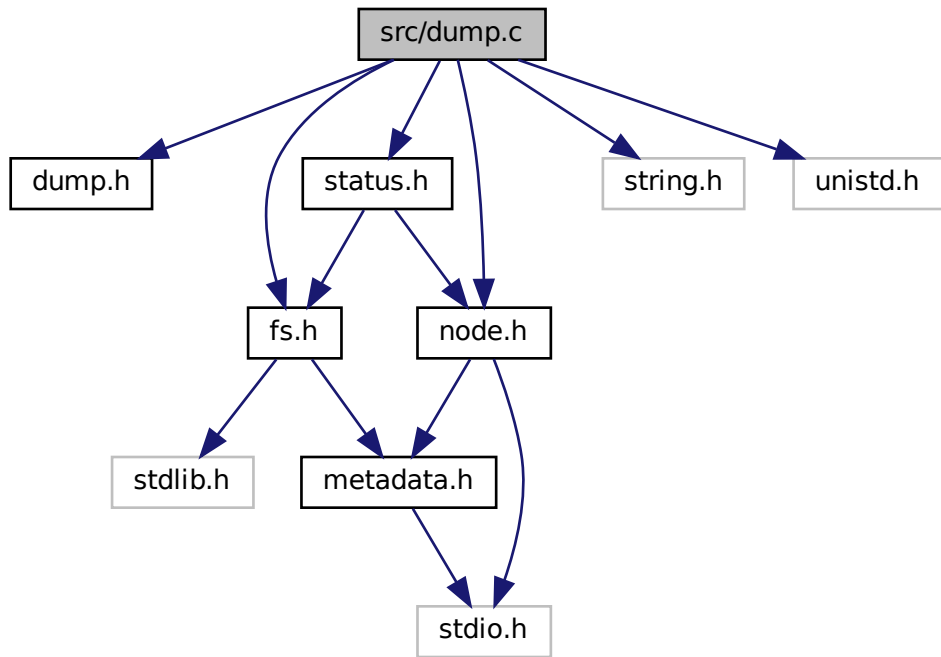 src/dump.c
dump.h
status.h
string.h
unistd.h
fs.h
node.h
stdlib.h
metadata.h
stdio.h